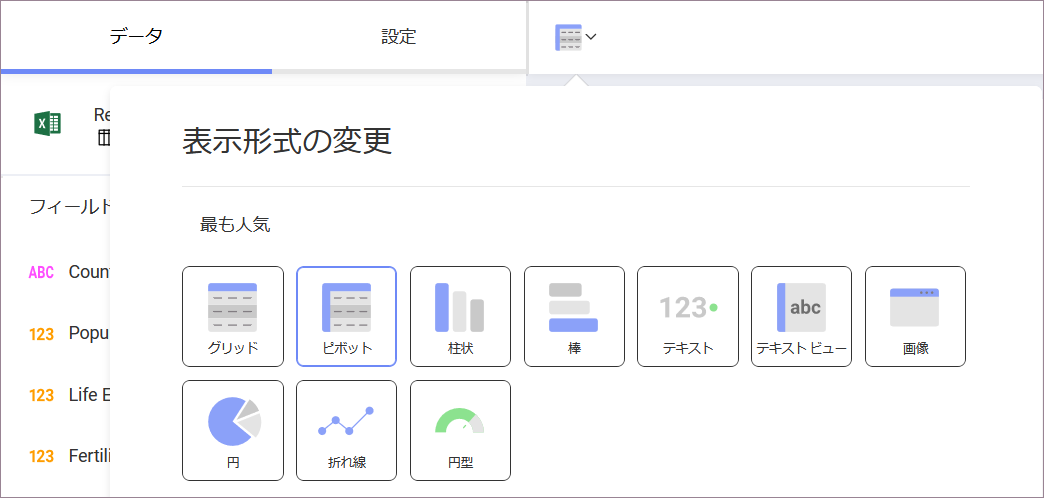 データ
設定
Re
表示形式の変更
フィールド
最も人気
ABC Coun
123 Popu
123 Life E
123 Fertili
グリッド
ピボット
柱状
棒
123
テキスト
abc
テキスト ビュー
画像
円
折れ線
円型